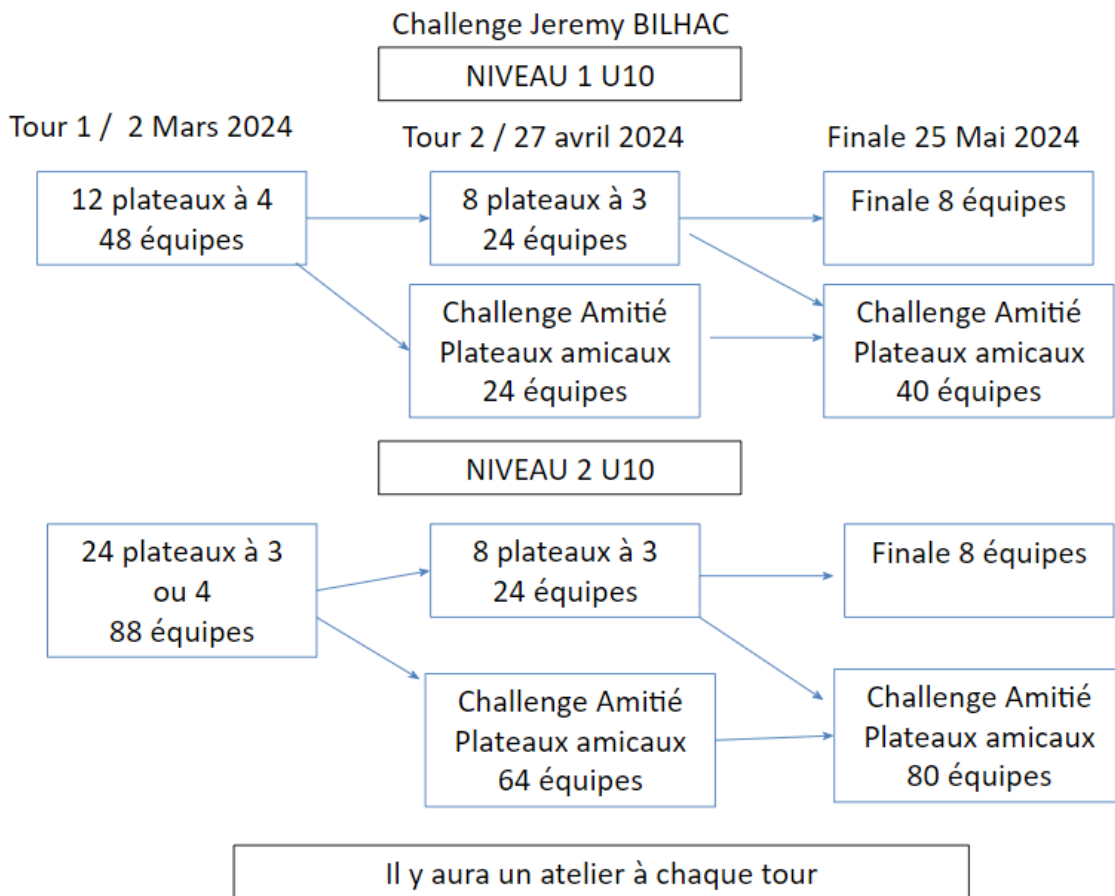 Challenge Jeremy BILHAC
NIVEAU 1 U10
Tour 1 /  2 Mars 2024
Tour 2 / 27 avril 2024
Finale 25 Mai 2024
12 plateaux à 4
48 équipes
8 plateaux à 3
24 équipes
Finale 8 équipes
Challenge Amitié
Plateaux amicaux
24 équipes
Challenge Amitié
Plateaux amicaux
40 équipes
NIVEAU 2 U10
24 plateaux à 3
ou 4
88 équipes
8 plateaux à 3
24 équipes
Finale 8 équipes
Challenge Amitié
Plateaux amicaux
64 équipes
Challenge Amitié
Plateaux amicaux
80 équipes
Il y aura un atelier à chaque tour